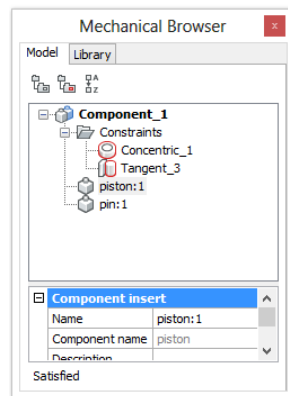 Mechanical Browser
x
Model Library
A
Z
Component_1
Constraints
Concentric_1
Tangent_3
piston:1
pin:1
Component insert
Name piston:1
Component name piston
Description
Satisfied